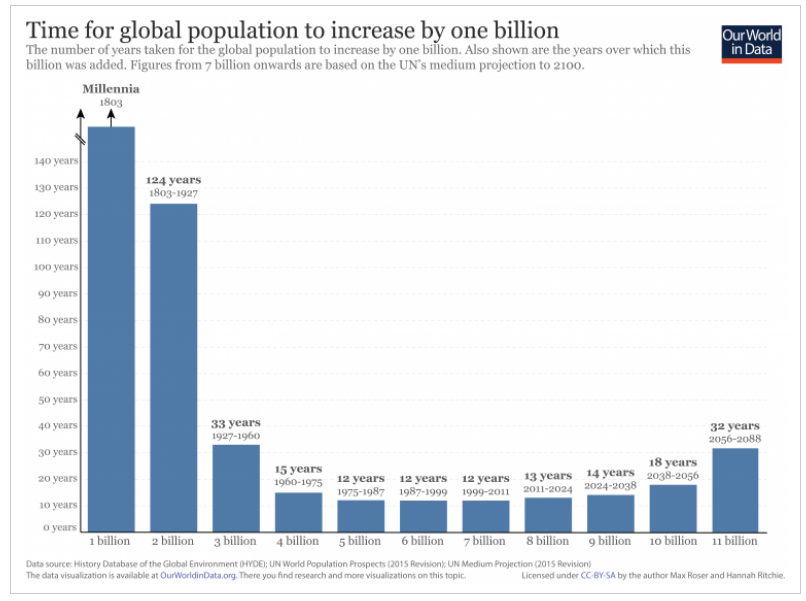 Time for global population to increase by one billion
The number of years taken for the global population to increase by one billion. Also shown are the years over which this
billion was added. Figures from 7 billion onwards are based on the UN's medium projection to 2100.
Our World
in Data
Millennia
1803
140 years
130 years
120 years
110 years
100 years
90 years
80 years
70 years
60 years
50 years
40 years
30 years
20 years
10 years
0 years
124 years
1803-1927
33 years
1927-1960
15 years
1960-1975
12 years
1975-1987
12 years
1987-1999
12 years
1999-2011
13 years
2011-2024
14 years
2024-2038
18 years
2038-2056
32 years
2056-2088
1 billion
2 billion
3 billion
4 billion
5 billion
6 billion
7 billion
8 billion
9 billion
10 billion
11 billion
Data source: History Database of the Global Environment (HYDE); UN World Population Prospects (2015 Revision); UN Medium Projection (2015 Revision)
The data visualization is available at OurWorldinData.org. There you find research and more visualizations on this topic.
Licensed under CC-BY-SA by the author Max Roser and Hannah Ritchie.